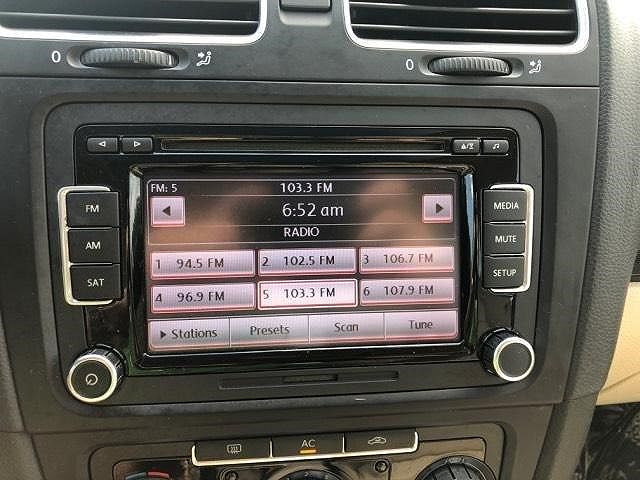 0
0
FM: 5 103.3 FM
6:52 am
RADIO
1 94.5 FM 2 102.5 FM 3 106.7 FM
4 96.9 FM 5 103.3 FM 6 107.9 FM
Stations Presets Scan Tune
FM
AM
SAT
MEDIA
MUTE
SETUP
AC